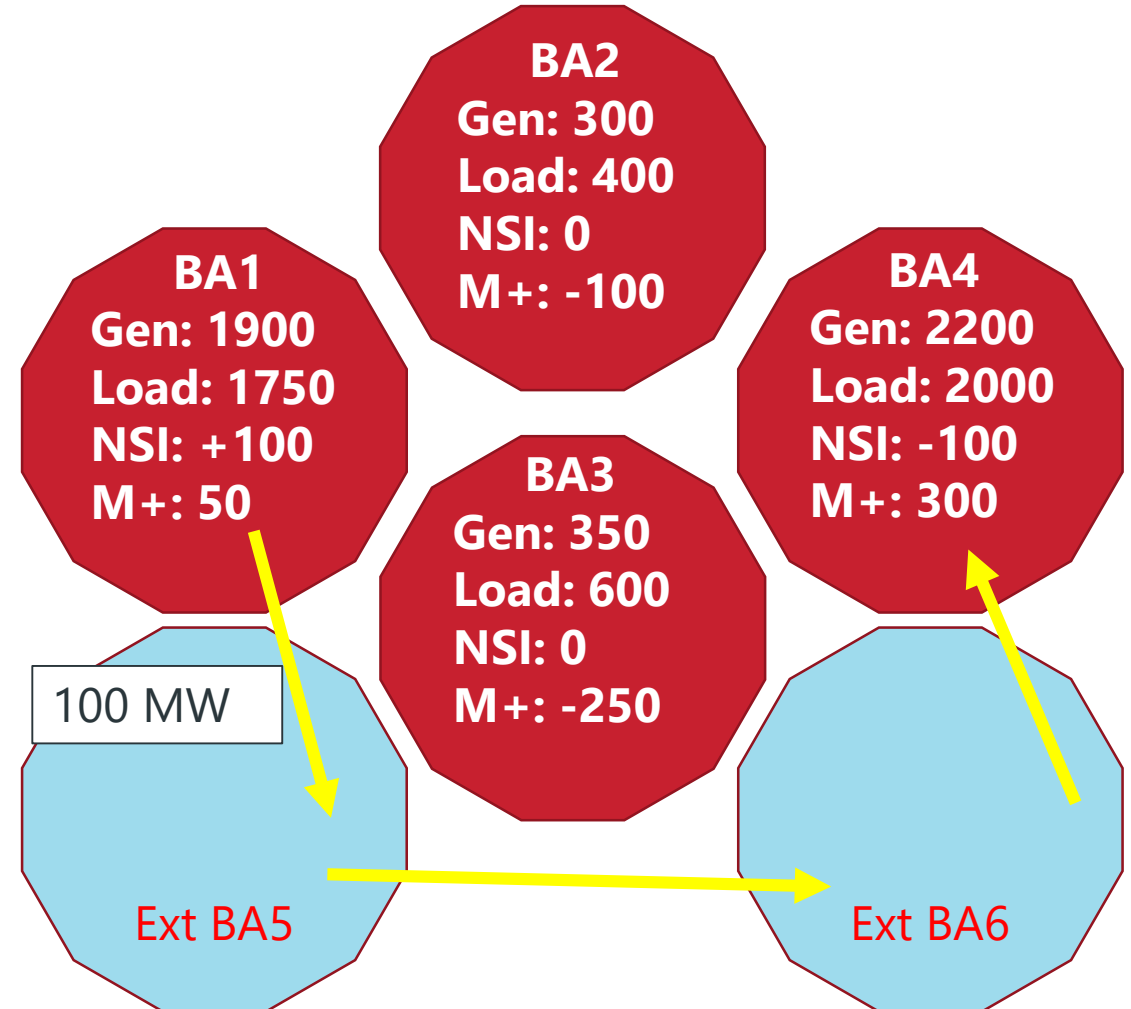 BA2
Gen: 300
Load: 400
NSI: 0
M+: -100
BA1
Gen: 1900
Load: 1750
NSI: +100
M+: 50
BA4
Gen: 2200
Load: 2000
NSI: -100
M+: 300
BA3
Gen: 350
Load: 600
NSI: 0
M+: -250
100 MW
Ext BA5
Ext BA6